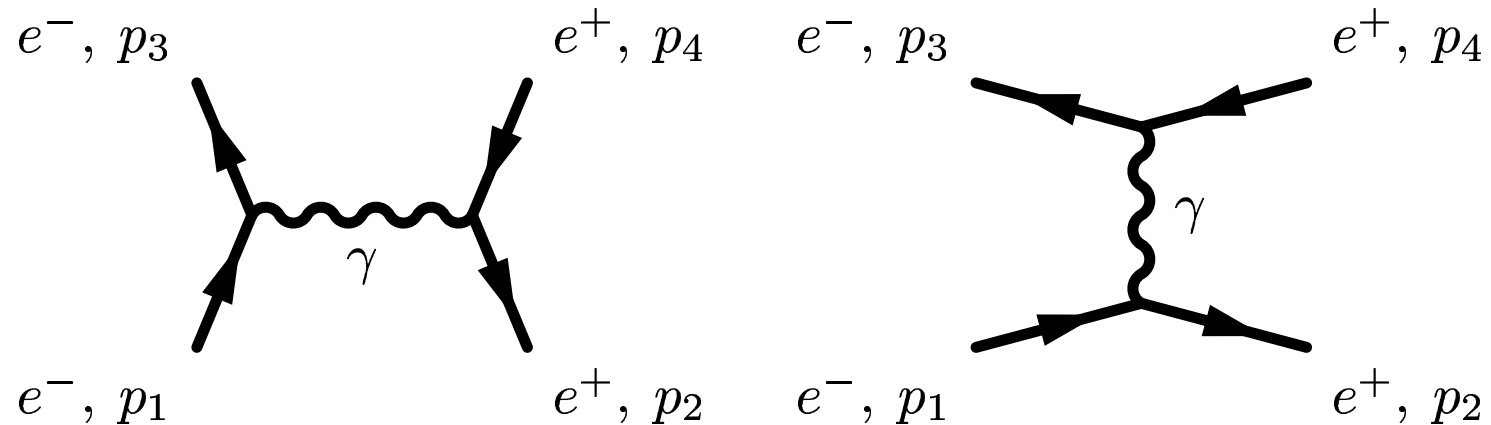 e⁻, p₃ e⁺, p₄ e⁻, p₃ e⁺, p₄
γ γ
e⁻, p₁ e⁺, p₂ e⁻, p₁ e⁺, p₂